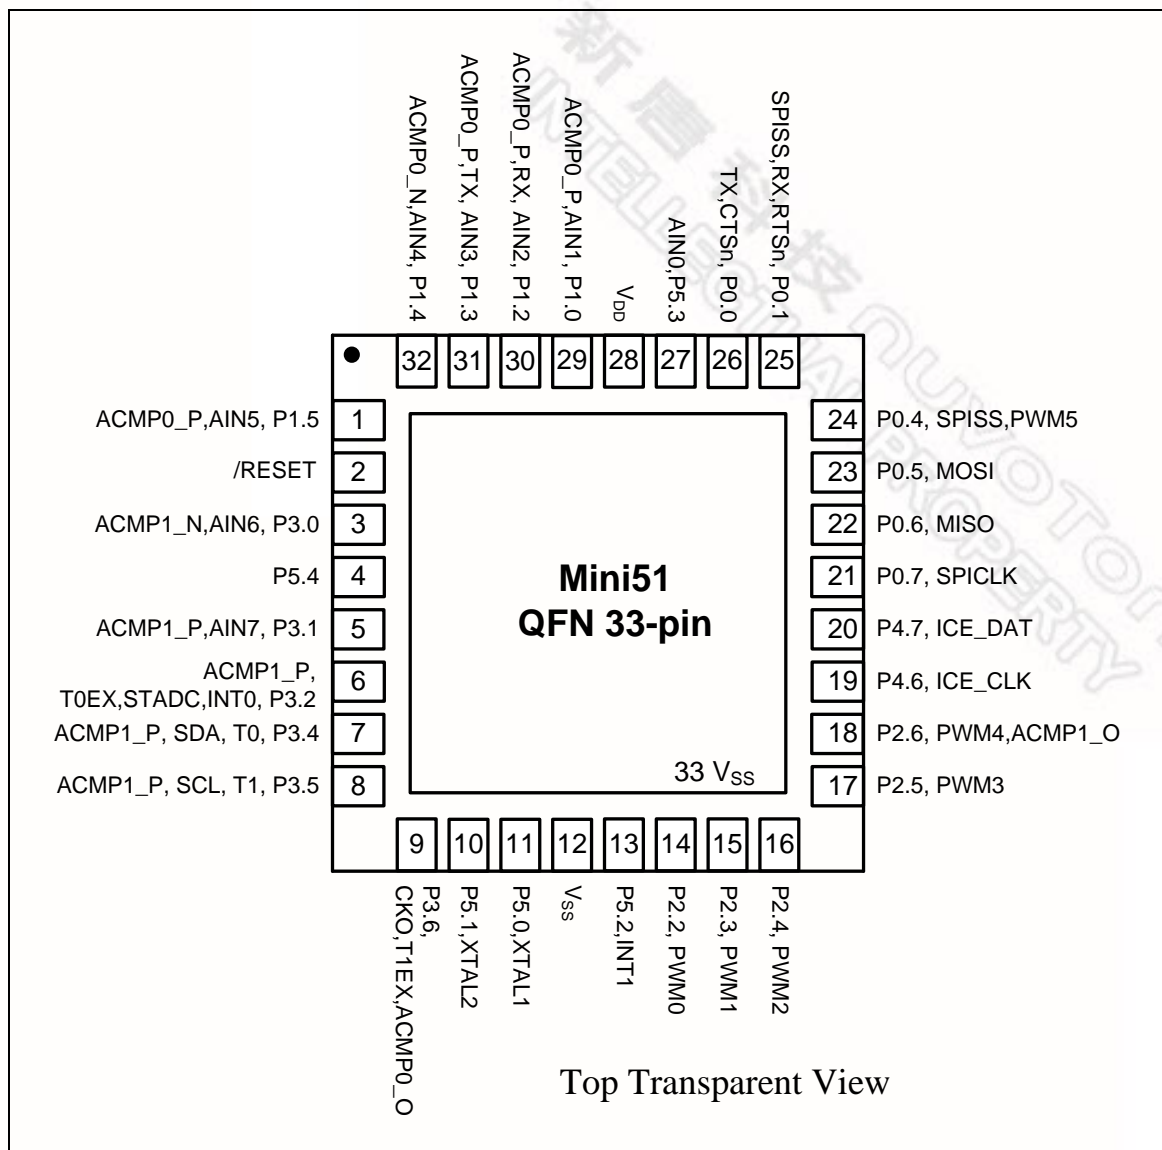 ACMP0_N,AIN4, P1.4
ACMP0_P,TX, AIN3, P1.3
ACMP0_P,RX, AIN2, P1.2
ACMP0_P,AIN1, P1.0
VDD
AIN0,P5.3
TX,CTSn, P0.0
SPISS,RX,RTSn, P0.1
32 31 30 29 28 27 26 25
ACMP0_P,AIN5, P1.5 1
/RESET 2
ACMP1_N,AIN6, P3.0 3
P5.4 4
ACMP1_P,AIN7, P3.1 5
ACMP1_P,
T0EX,STADC,INT0, P3.2 6
ACMP1_P, SDA, T0, P3.4 7
ACMP1_P, SCL, T1, P3.5 8
Mini51
QFN 33-pin
33 VSS
24 P0.4, SPISS,PWM5
23 P0.5, MOSI
22 P0.6, MISO
21 P0.7, SPICLK
20 P4.7, ICE_DAT
19 P4.6, ICE_CLK
18 P2.6, PWM4,ACMP1_O
17 P2.5, PWM3
9 10 11 12 13 14 15 16
P3.6,
CKO,T1EX,ACMP0_O
P5.1,XTAL2
P5.0,XTAL1
VSS
P5.2,INT1
P2.2, PWM0
P2.3, PWM1
P2.4, PWM2
Top Transparent View
新唐科技 nuvoTon
INTELLECTUAL PROPERTY